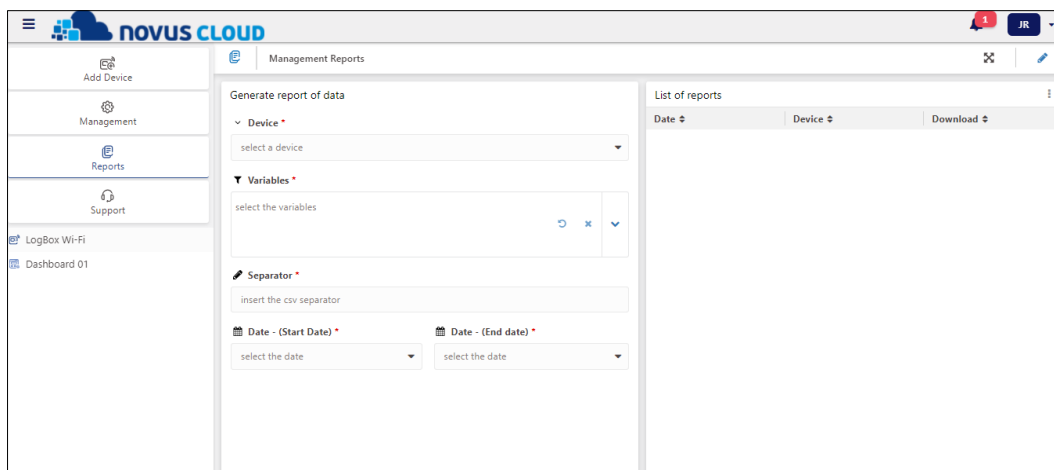 NOVUS CLOUD
1
JR
Add Device
Management
Reports
Support
LogBox Wi-Fi
Dashboard 01
Management Reports
Generate report of data
Device *
select a device
Variables *
select the variables
Separator *
insert the csv separator
Date - (Start Date) * Date - (End date) *
select the date select the date
List of reports
Date Device Download